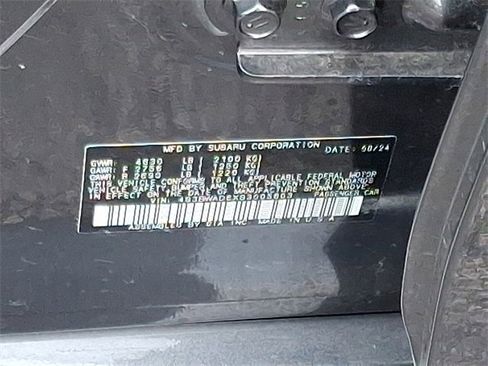 MFD BY SUBARU CORPORATION DATE: 08/24
GVWR: 4630 LB ( 2100 KG)
GAWR: F 2756 LB ( 1250 KG)
GAWR: R 2690 LB ( 1220 KG)
THIS VEHICLE CONFORMS TO ALL APPLICABLE FEDERAL MOTOR
VEHICLE SAFETY, BUMPER AND THEFT PREVENTION STANDARDS
IN EFFECT ON THE DATE OF MANUFACTURE SHOWN ABOVE.
VIN: PASSENGER CAR
ASSEMBLED BY SIA, INC. MADE IN U.S.A.